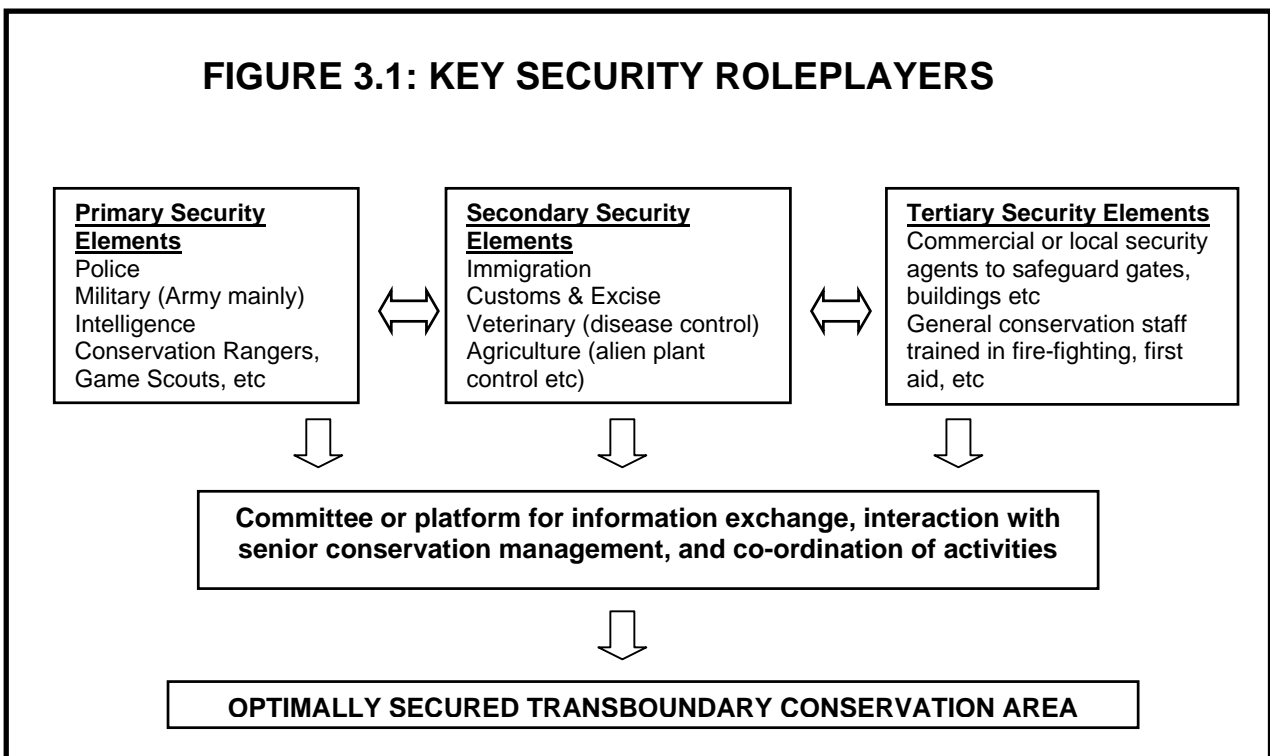 FIGURE 3.1: KEY SECURITY ROLEPLAYERS
Primary Security
Elements
Police
Military (Army mainly)
Intelligence
Conservation Rangers,
Game Scouts, etc
Secondary Security
Elements
Immigration
Customs & Excise
Veterinary (disease control)
Agriculture (alien plant
control etc)
Tertiary Security Elements
Commercial or local security
agents to safeguard gates,
buildings etc
General conservation staff
trained in fire-fighting, first
aid, etc
Committee or platform for information exchange, interaction with
senior conservation management, and co-ordination of activities
OPTIMALLY SECURED TRANSBOUNDARY CONSERVATION AREA